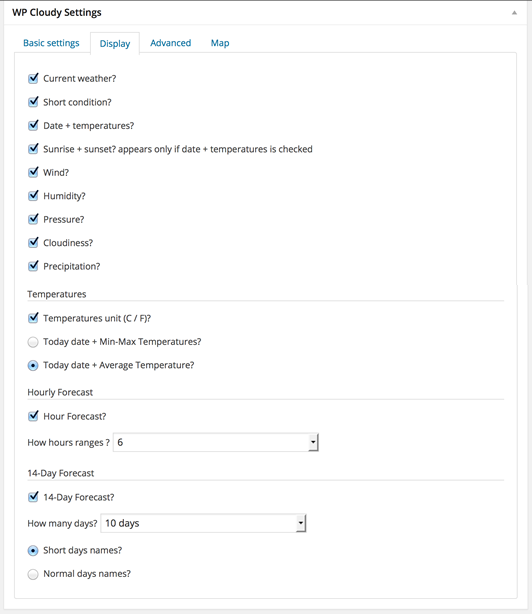 WP Cloudy Settings
Basic settings Display Advanced Map
Current weather?
Short condition?
Date + temperatures?
Sunrise + sunset? appears only if date + temperatures is checked
Wind?
Humidity?
Pressure?
Cloudiness?
Precipitation?
Temperatures
Temperatures unit (C / F)?
Today date + Min-Max Temperatures?
Today date + Average Temperature?
Hourly Forecast
Hour Forecast?
How hours ranges ? 6
14-Day Forecast
14-Day Forecast?
How many days? 10 days
Short days names?
Normal days names?